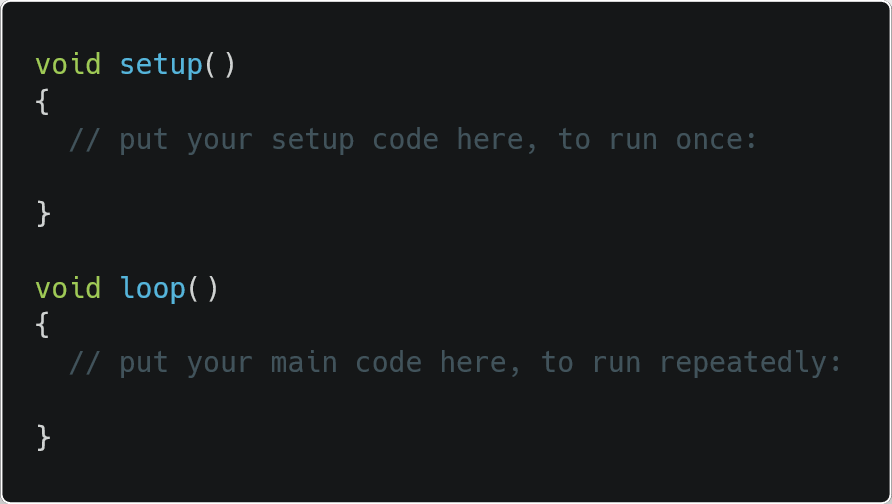 void setup()
{
  // put your setup code here, to run once:
}
void loop()
{
  // put your main code here, to run repeatedly:
}